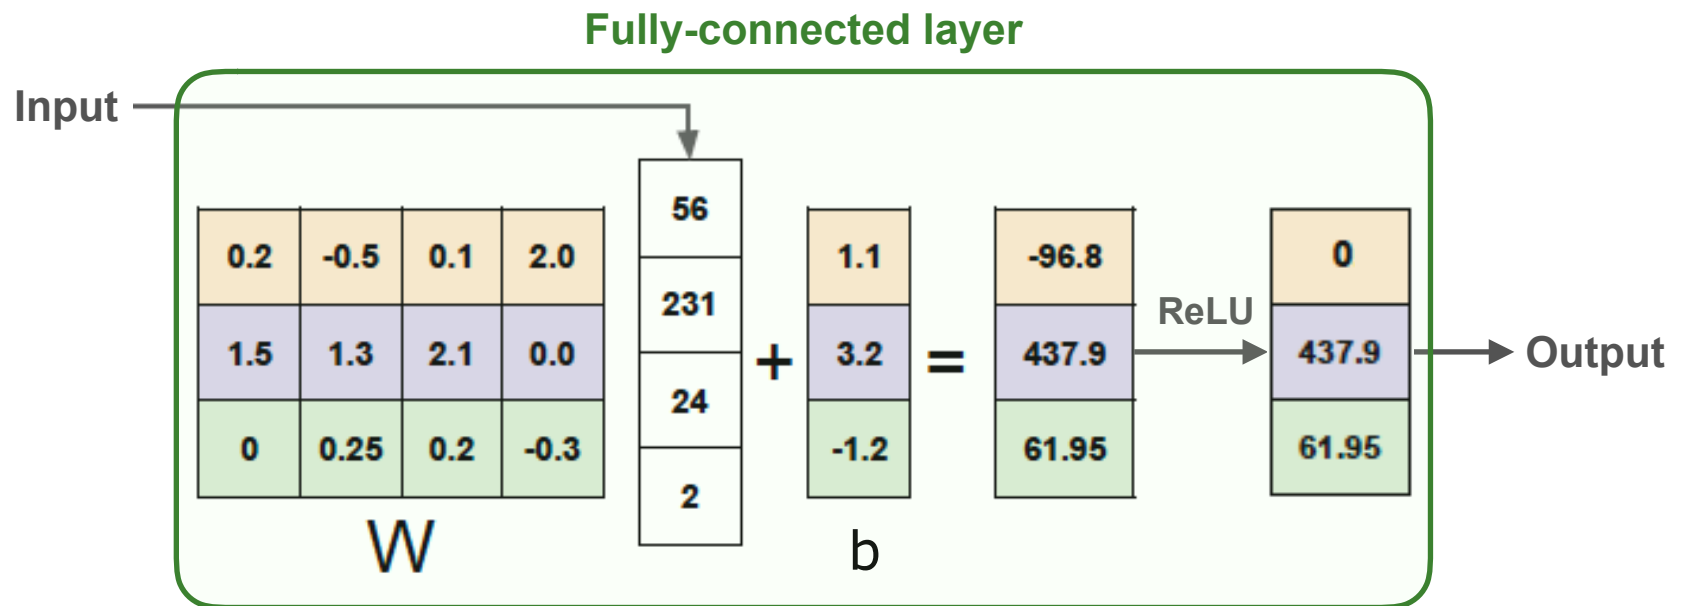 Fully-connected layer
Input
56
231
24
2
0.2 -0.5 0.1 2.0
1.5 1.3 2.1 0.0
0 0.25 0.2 -0.3
W
+
1.1
3.2
-1.2
b
=
-96.8
437.9
61.95
ReLU
0
437.9
61.95
Output